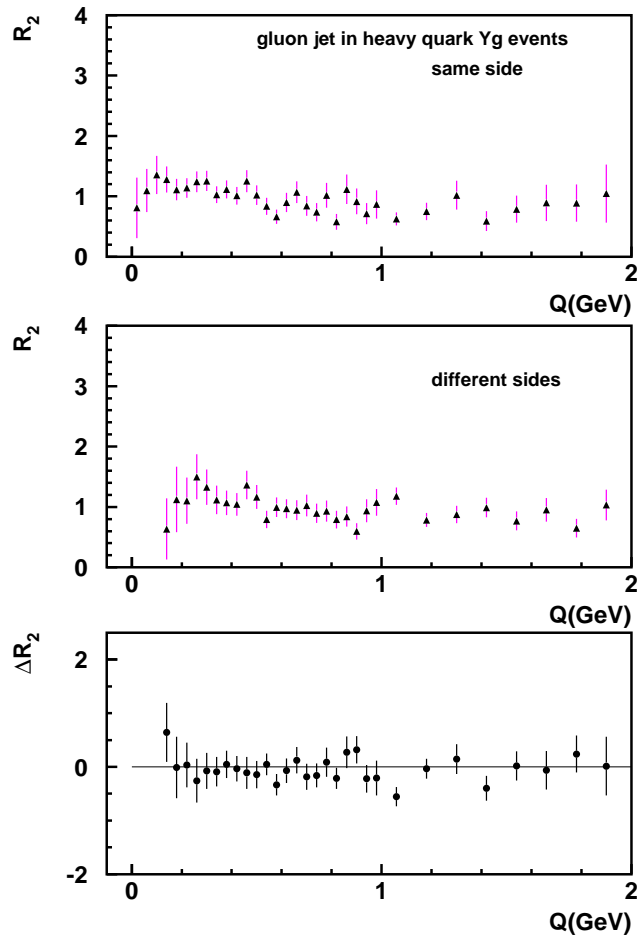 R2
gluon jet in heavy quark Yg events
same side
4
3
2
1
0
0 1 2
Q(GeV)
R2
different sides
4
3
2
1
0
0 1 2
Q(GeV)
ΔR2
2
0
-2
0 1 2
Q(GeV)